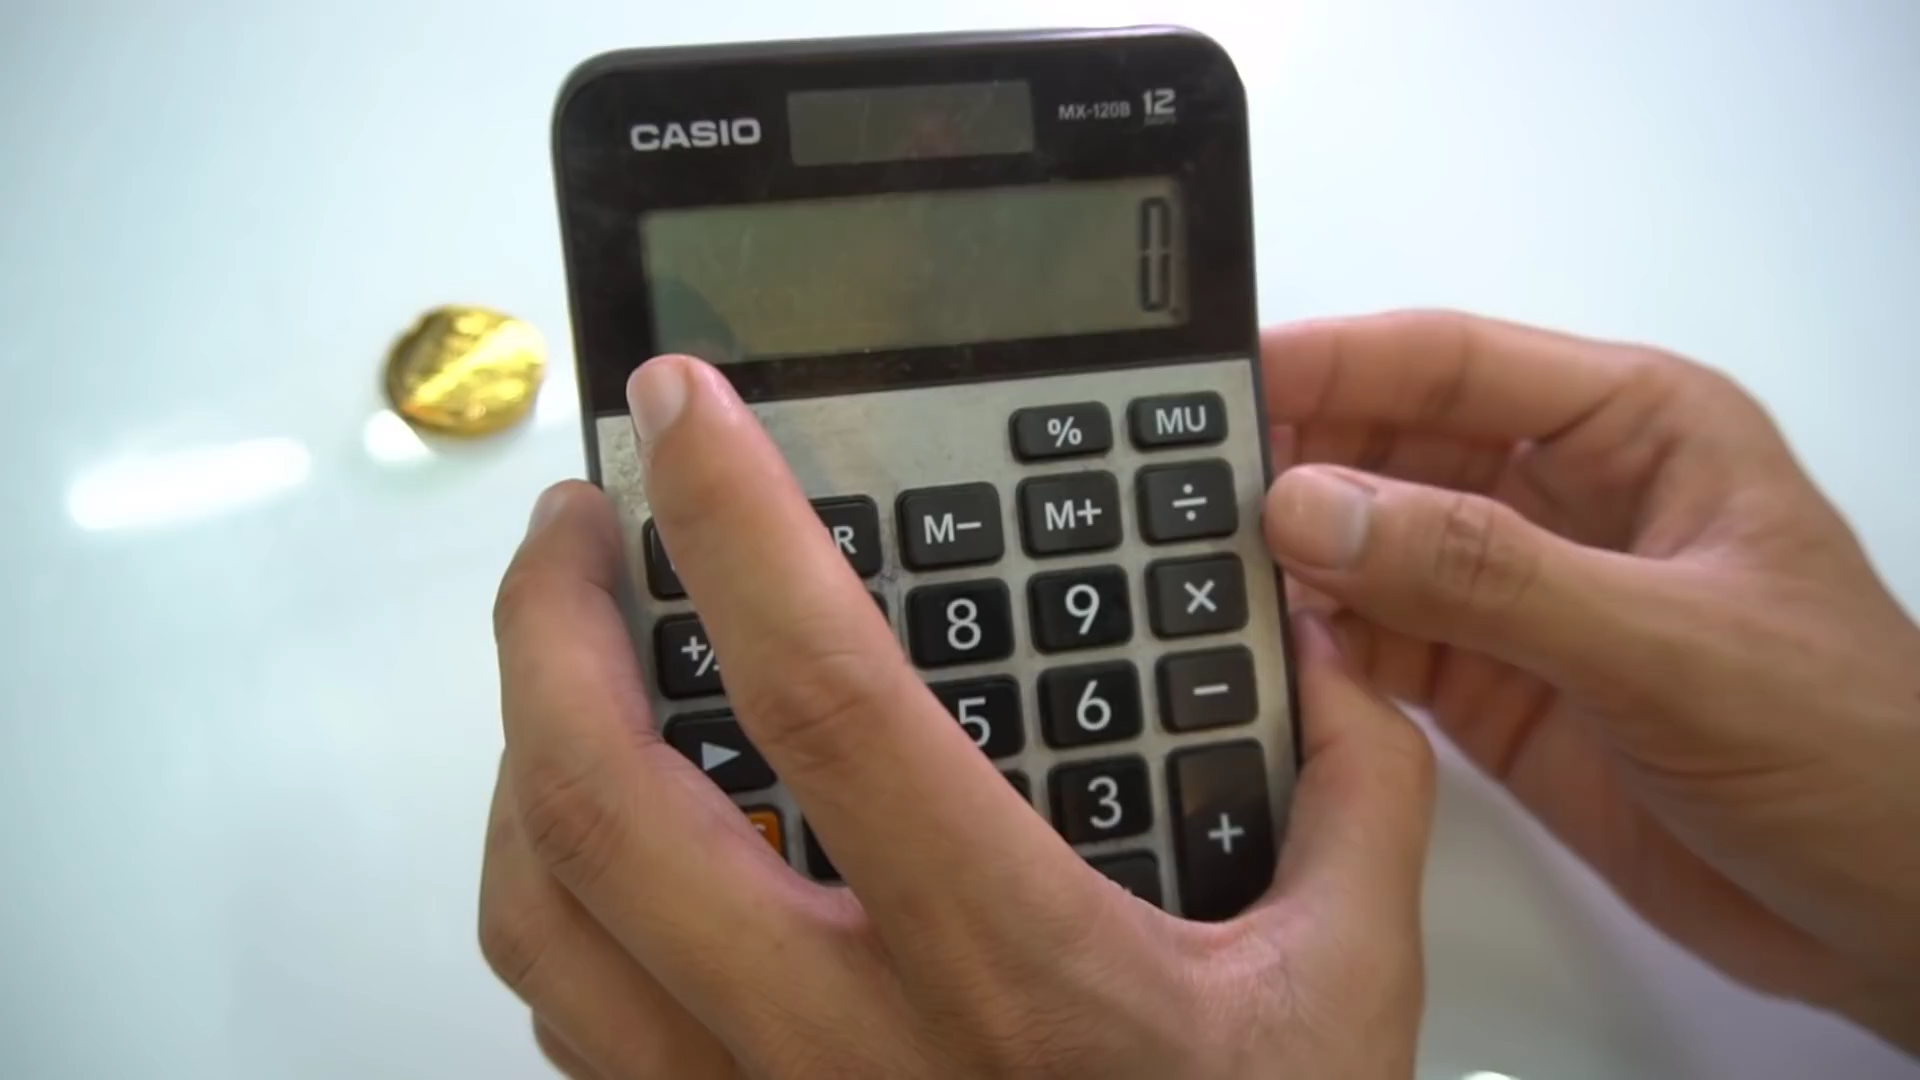 CASIO MX-120B 12
0.
% MU
R M− M+ ÷
8 9 ×
+/ 5 6 −
▶ 3 +